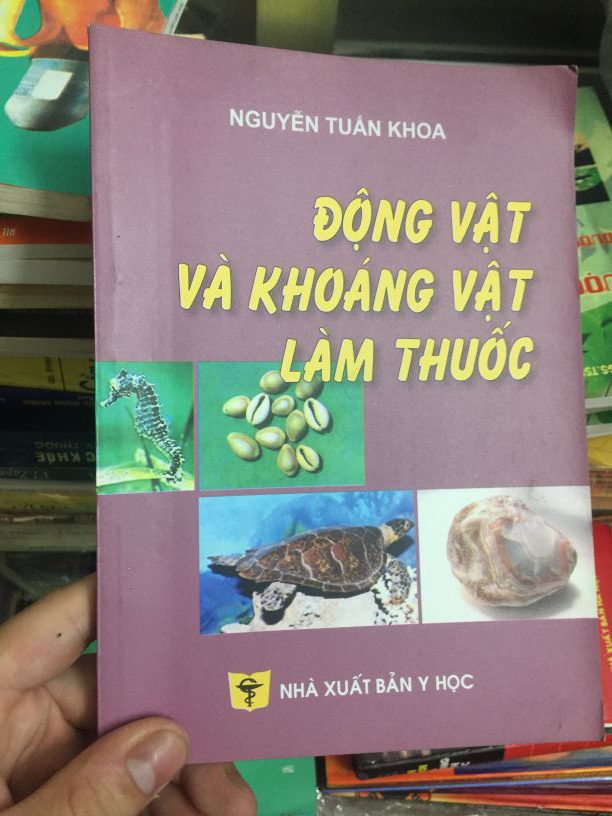 NGUYỄN TUẤN KHOA
ĐỘNG VẬT
VÀ KHOÁNG VẬT
LÀM THUỐC
NHÀ XUẤT BẢN Y HỌC